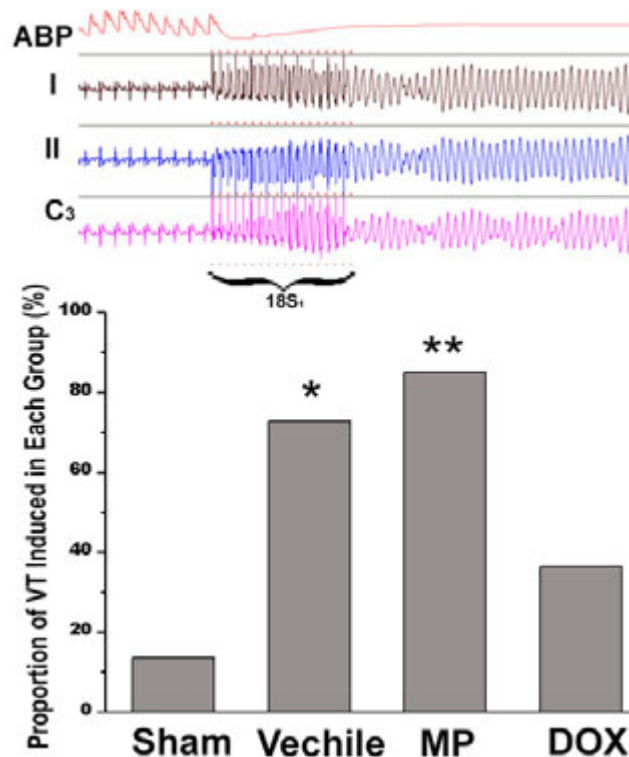 ABP
I
II
C3
18S1
Proportion of VT Induced in Each Group (%)
100
80
60
40
20
0
*
**
Sham Vechile MP DOX